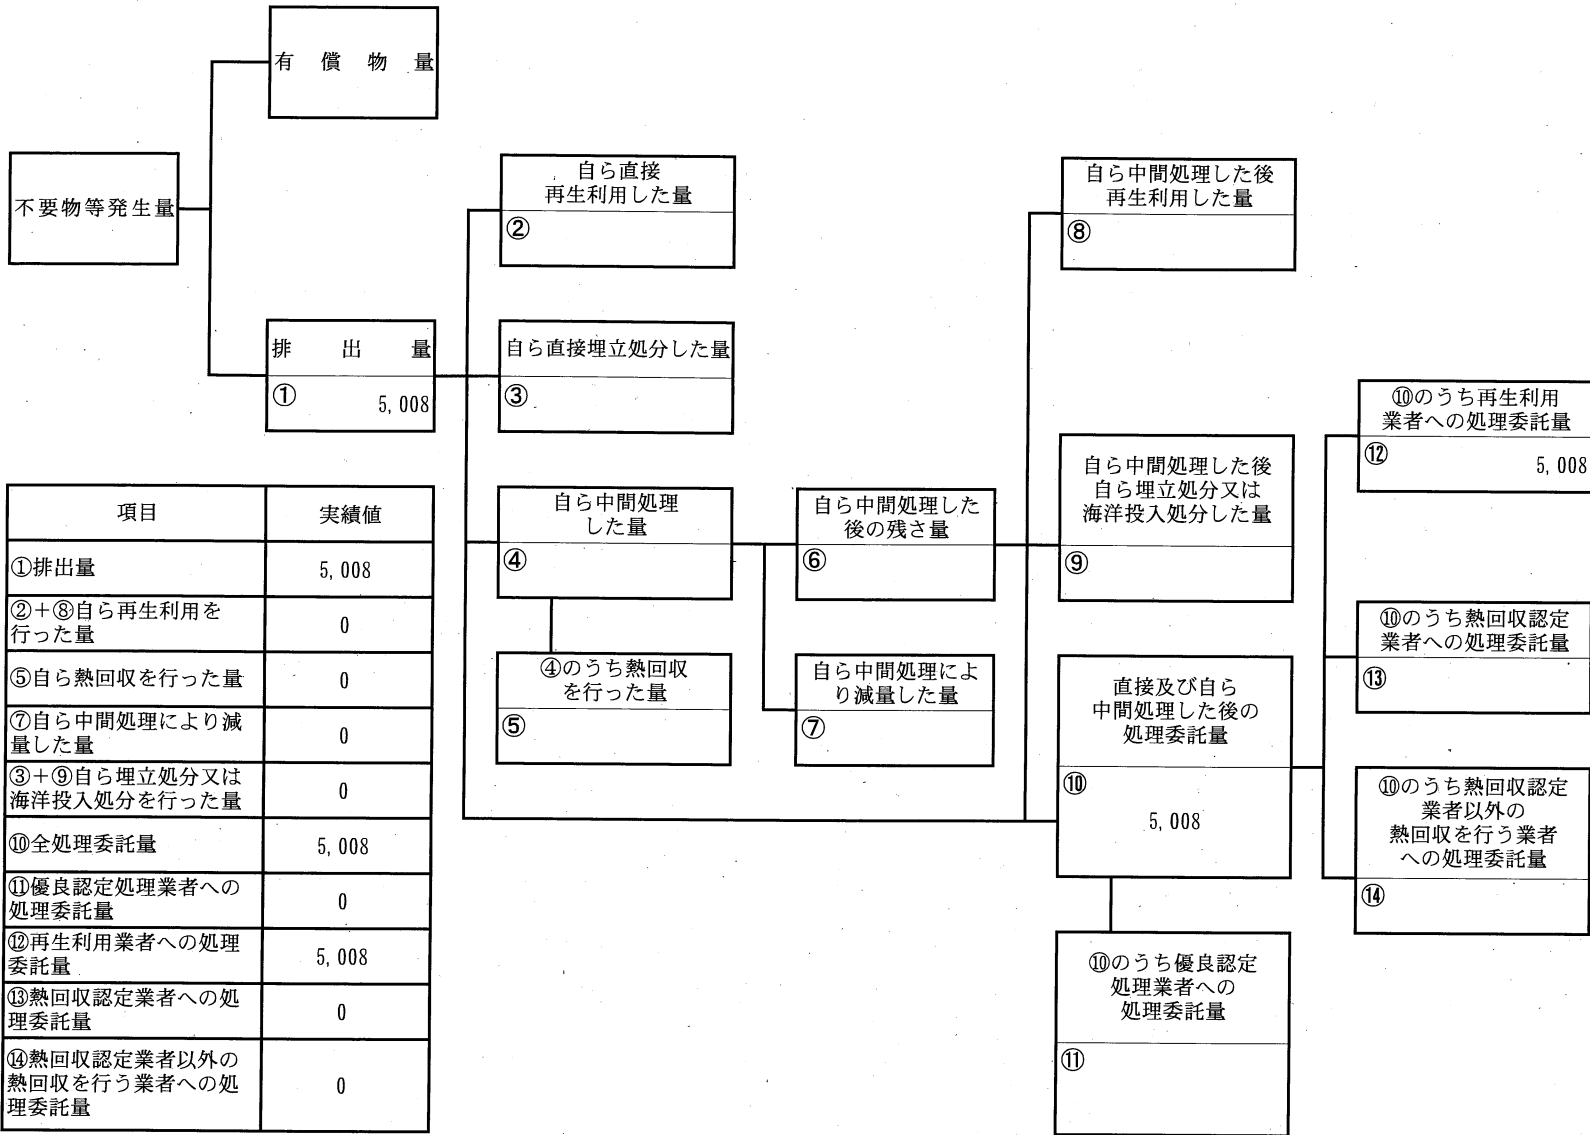 有償物量
不要物等発生量
排出量
① 5,008
自ら直接
再生利用した量
②
自ら直接埋立処分した量
③
自ら中間処理
した量
④
④のうち熱回収
を行った量
⑤
自ら中間処理した
後の残さ量
⑥
自ら中間処理によ
り減量した量
⑦
自ら中間処理した後
再生利用した量
⑧
自ら中間処理した後
自ら埋立処分又は
海洋投入処分した量
⑨
直接及び自ら
中間処理した後の
処理委託量
⑩
5,008
⑩のうち優良認定
処理業者への
処理委託量
⑪
⑩のうち再生利用
業者への処理委託量
⑫ 5,008
⑩のうち熱回収認定
業者への処理委託量
⑬
⑩のうち熱回収認定
業者以外の
熱回収を行う業者
への処理委託量
⑭
項目 実績値
①排出量 5,008
②+⑧自ら再生利用を
行った量 0
⑤自ら熱回収を行った量 0
⑦自ら中間処理により減
量した量 0
③+⑨自ら埋立処分又は
海洋投入処分を行った量 0
⑩全処理委託量 5,008
⑪優良認定処理業者への
処理委託量 0
⑫再生利用業者への処理
委託量 5,008
⑬熱回収認定業者への処
理委託量 0
⑭熱回収認定業者以外の
熱回収を行う業者への処
理委託量 0